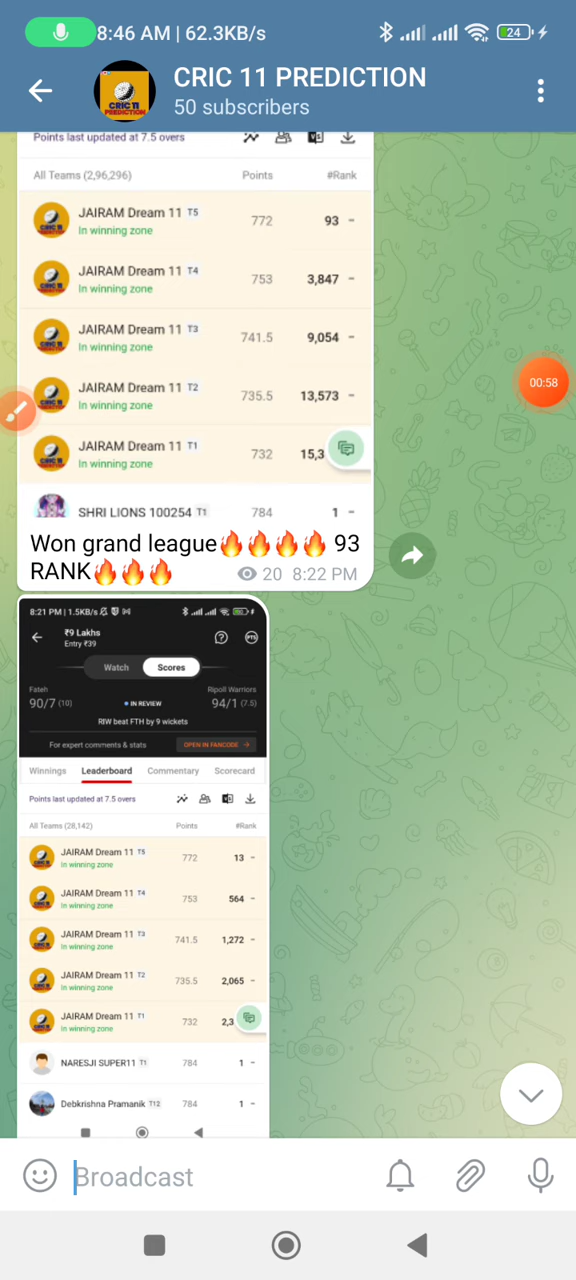 8:46 AM | 62.3KB/s
24
CRIC 11 PREDICTION
50 subscribers
Points last updated at 7.5 overs
All Teams (2,96,296) Points #Rank
JAIRAM Dream 11 T5 772 93 -
In winning zone
JAIRAM Dream 11 T4 753 3,847 -
In winning zone
JAIRAM Dream 11 T3 741.5 9,054 -
In winning zone
00:58
JAIRAM Dream 11 T2 735.5 13,573 -
In winning zone
JAIRAM Dream 11 T1 732 15,3
In winning zone
SHRI LIONS 100254 T1 784 1 -
Won grand league🔥🔥🔥🔥 93
RANK🔥🔥🔥 20 8:22 PM
8:21 PM | 1.5KB/s
₹9 Lakhs
Entry ₹39
PTS
Watch Scores
Fateh Ripoll Warriors
90/7 (10) IN REVIEW 94/1 (7.5)
RIW beat FTH by 9 wickets
For expert comments & stats OPEN IN FANCODE →
Winnings Leaderboard Commentary Scorecard
Points last updated at 7.5 overs
All Teams (28,142) Points #Rank
JAIRAM Dream 11 T5 772 13 -
In winning zone
JAIRAM Dream 11 T4 753 564 -
In winning zone
JAIRAM Dream 11 T3 741.5 1,272 -
In winning zone
JAIRAM Dream 11 T2 735.5 2,065 -
In winning zone
JAIRAM Dream 11 T1 732 2,3
In winning zone
NARESJI SUPER11 T1 784 1 -
Debkrishna Pramanik T12 784 1 -
Broadcast